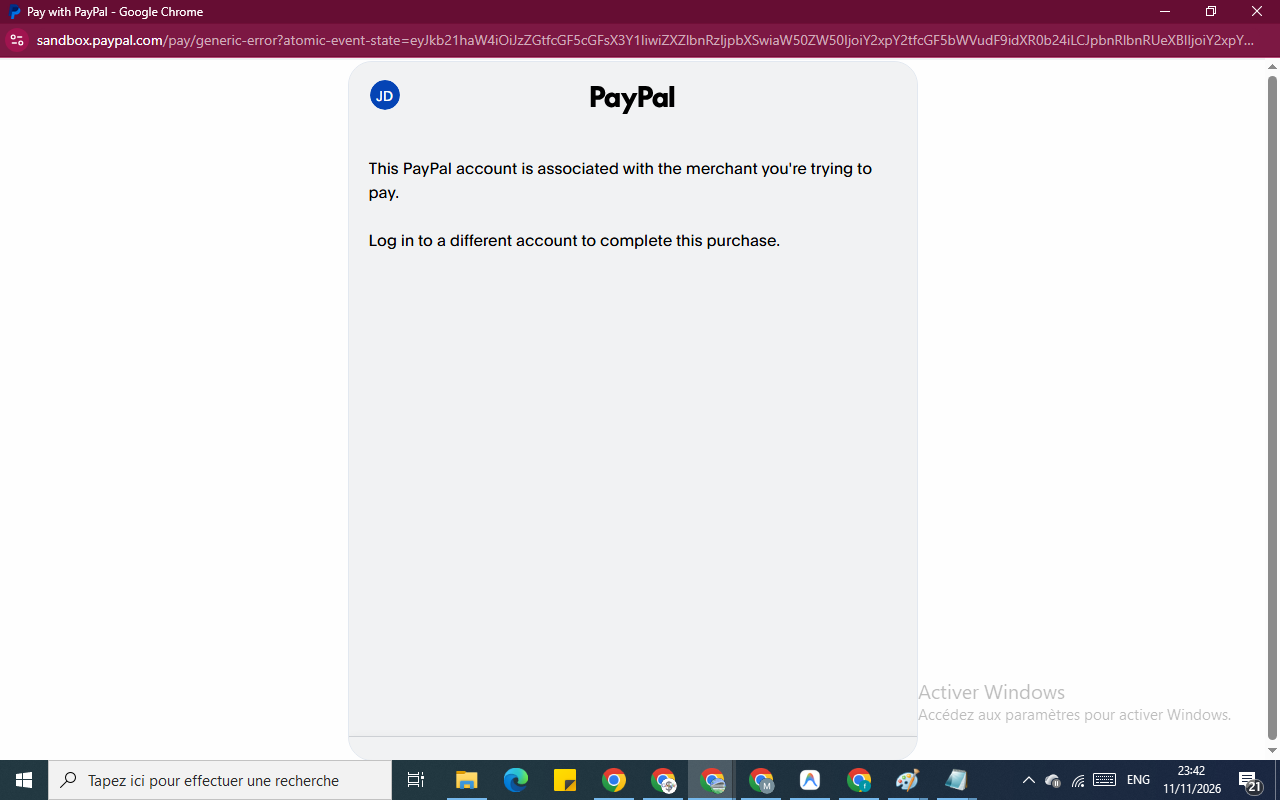 Pay with PayPal - Google Chrome
sandbox.paypal.com/pay/generic-error?atomic-event-state=eyJkb21haW4iOiJzZGtfcGF5cGFsX3Y1IiwiZXZlbnRzIjpbXSwiaW50ZW50IjoiY2xpY2tfcGF5bWVudF9idXR0b24iLCJpbnRlbnRUeXBlIjoiY2xpY...
JD
PayPal
This PayPal account is associated with the merchant you're trying to
pay.
Log in to a different account to complete this purchase.
Activer Windows
Accédez aux paramètres pour activer Windows.
Tapez ici pour effectuer une recherche
M
ENG
23:42
11/11/2026
21